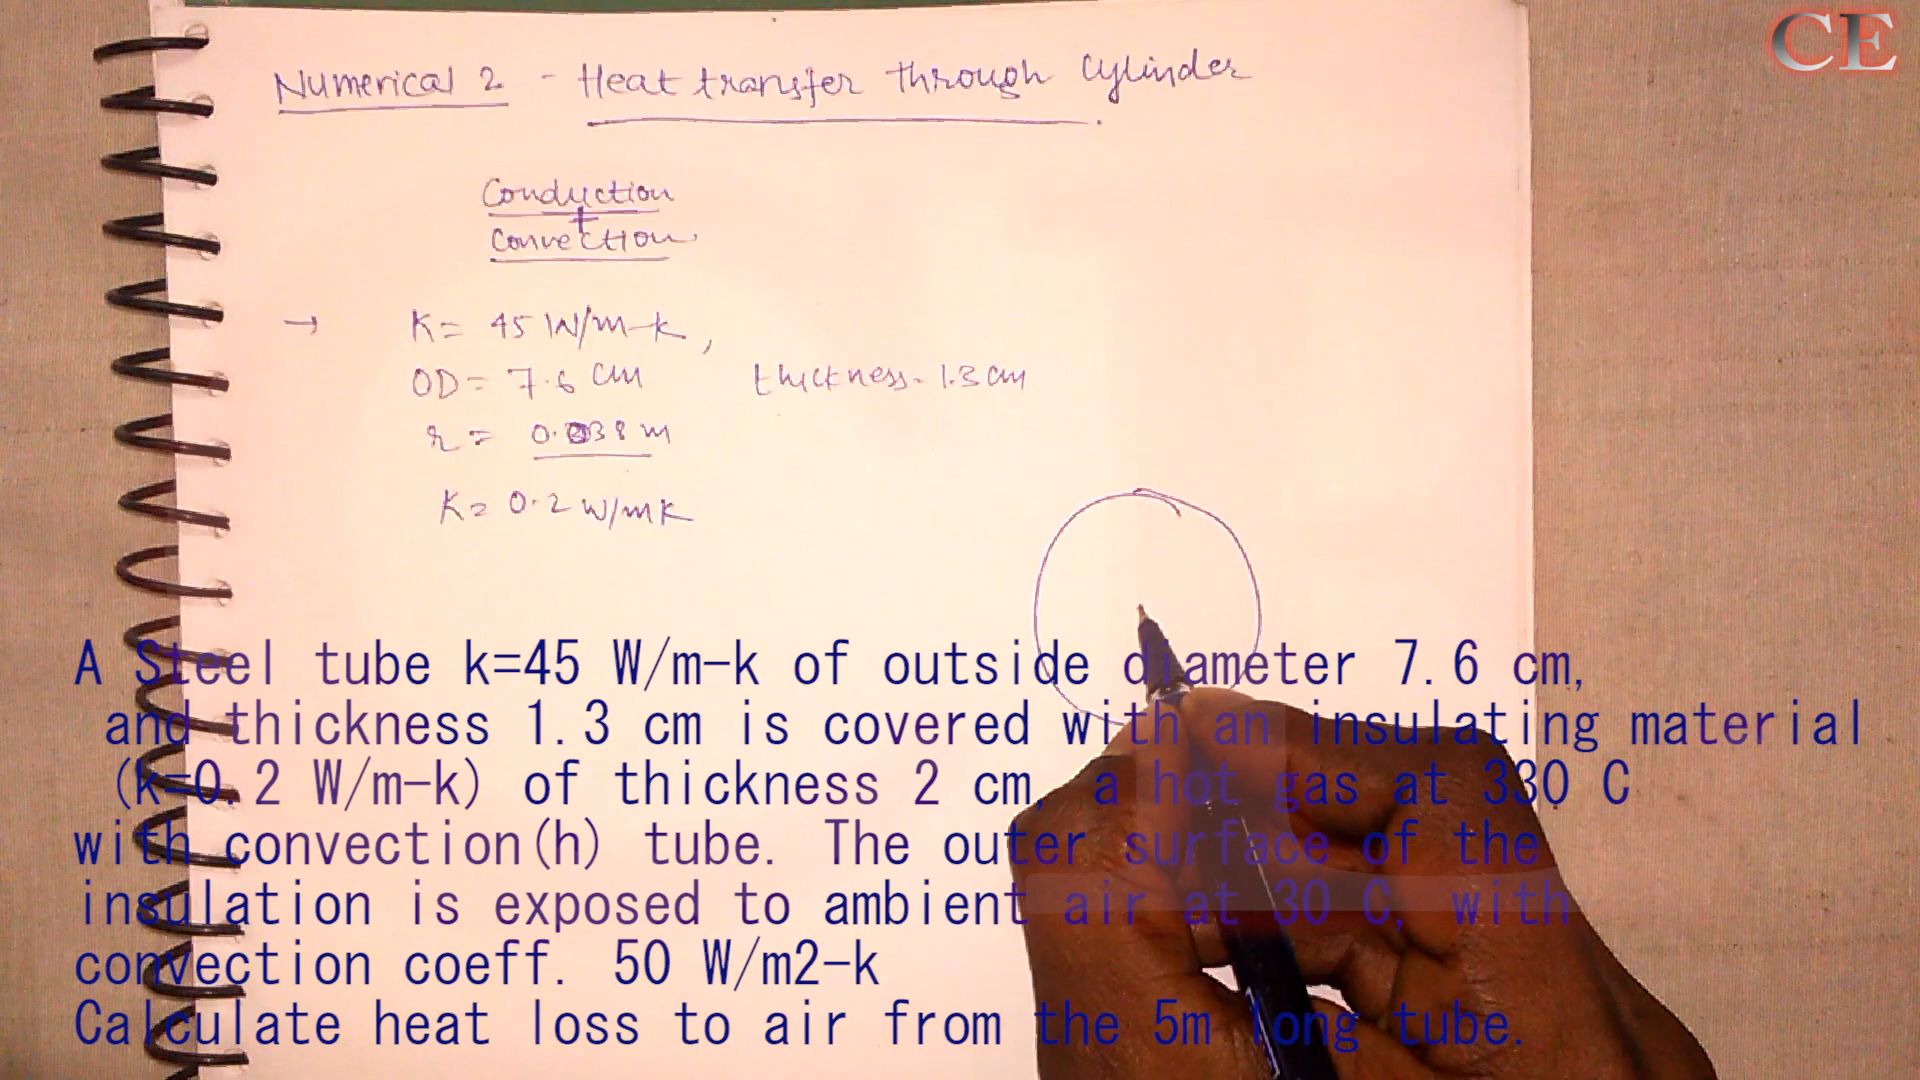 CE
Numerical 2 - Heat transfer through Cylinder
Conduction
+
Convection.
→ K= 45 W/m-k,
OD= 7.6 cm thickness- 1.3 cm
r= 0.038 m
K= 0.2 W/mK
A Steel tube k=45 W/m-k of outside diameter 7.6 cm,
and thickness 1.3 cm is covered with an insulating material
(k=0.2 W/m-k) of thickness 2 cm, a hot gas at 330 C
with convection(h) tube. The outer surface of the
insulation is exposed to ambient air at 30 C, with
convection coeff. 50 W/m2-k
Calculate heat loss to air from the 5m long tube.